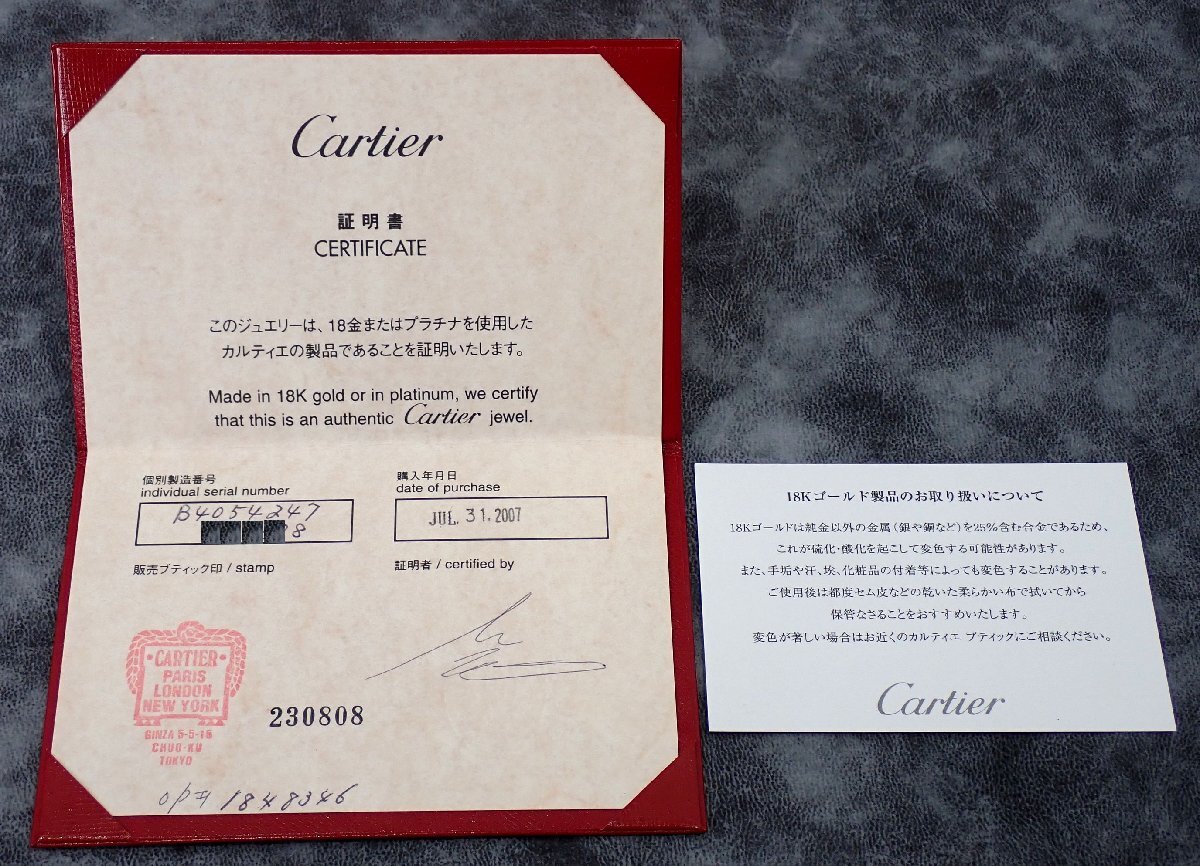 Cartier
証明書
CERTIFICATE
このジュエリーは、18金またはプラチナを使用した
カルティエの製品であることを証明いたします。
Made in 18K gold or in platinum, we certify
that this is an authentic Cartier jewel.
個別製造番号
individual serial number
B4054247
8
購入年月日
date of purchase
JUL. 31. 2007
販売ブティック印 / stamp
証明者 / certified by
CARTIER
PARIS
LONDON
NEW YORK
GINZA 5-5-15
CHUO-KU
TOKYO
230808
1848346
18Kゴールド製品のお取り扱いについて
18Kゴールドは純金以外の金属(銀や銅など)を25%含む合金であるため、
これが硫化・酸化を起こして変色する可能性があります。
また、手垢や汗、埃、化粧品の付着等によっても変色することがあります。
ご使用後は都度セム皮などの乾いた柔らかい布で拭いてから
保管なさることをおすすめいたします。
変色が著しい場合はお近くのカルティエ ブティックにご相談ください。
Cartier